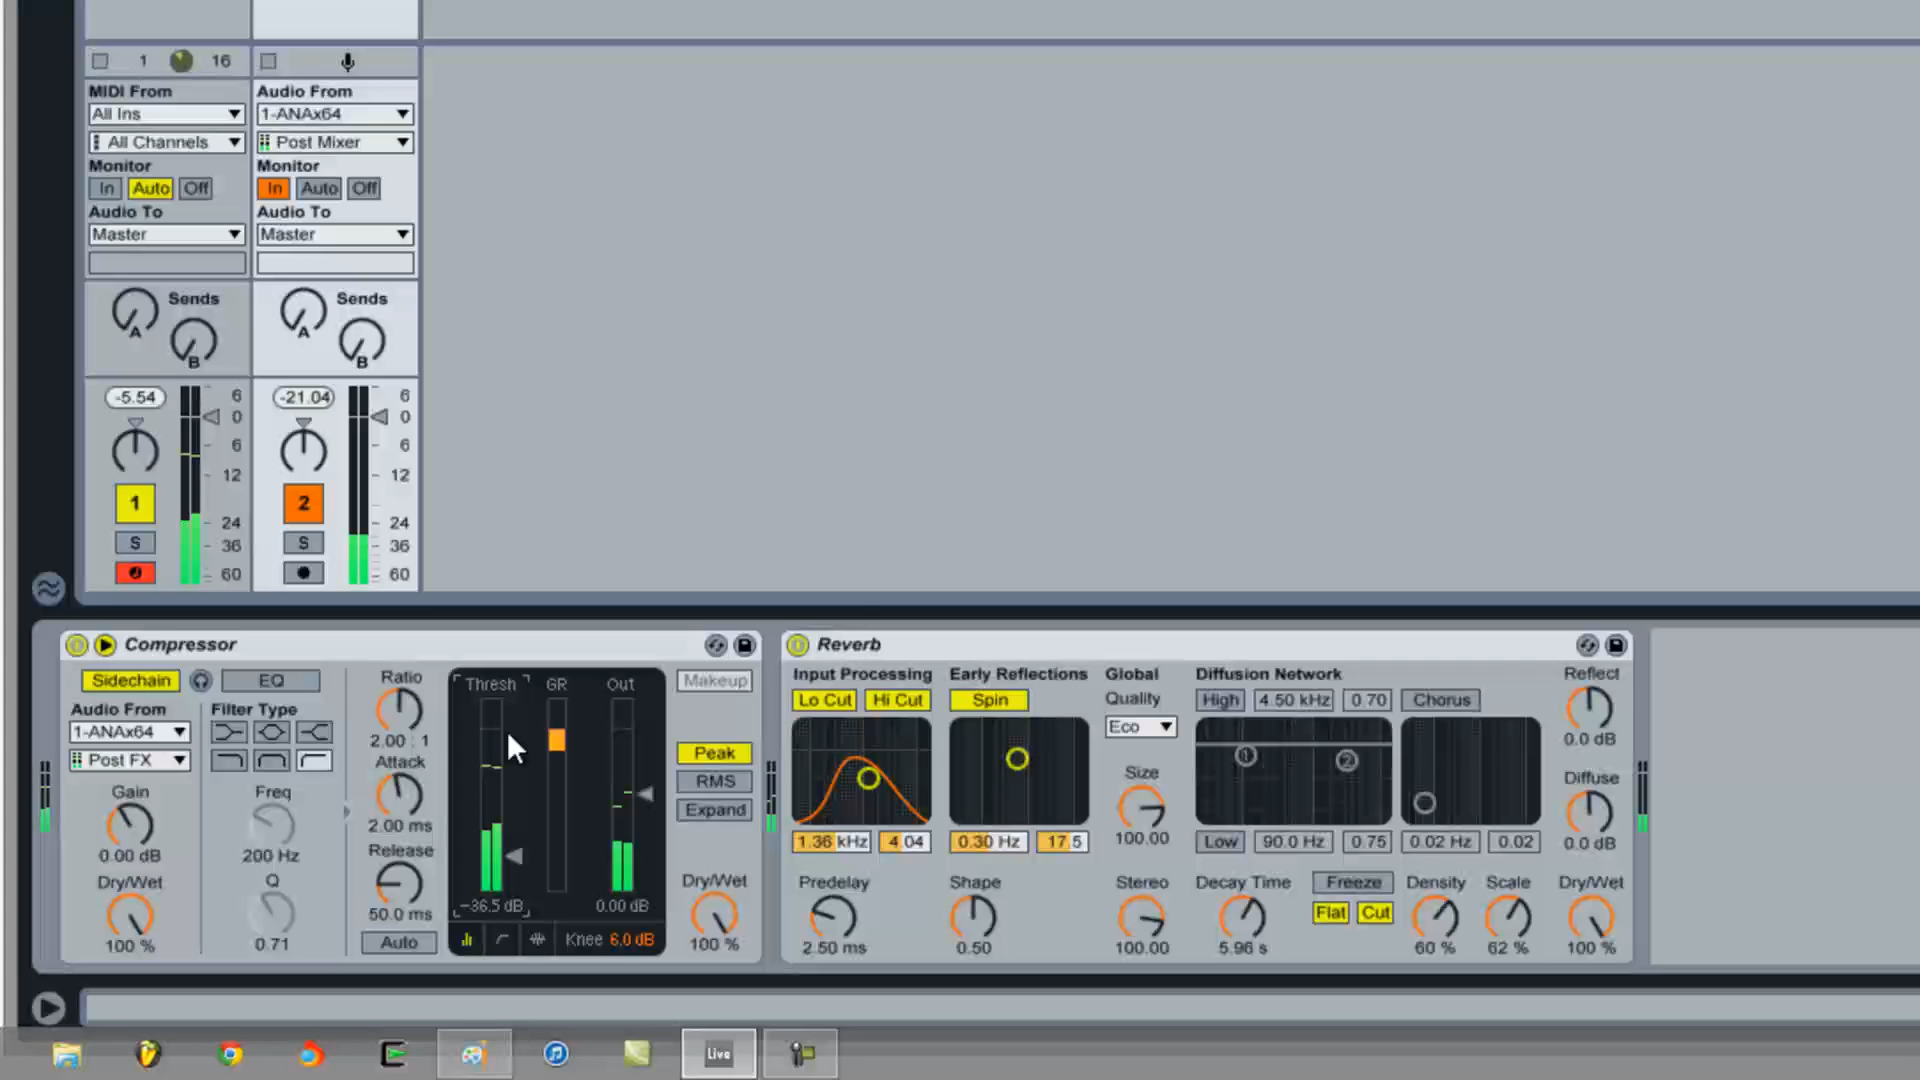 1 16
MIDI From Audio From
All Ins 1-ANAx64
All Channels Post Mixer
Monitor Monitor
In Auto Off In Auto Off
Audio To Audio To
Master Master
Sends Sends
A A
B B
-5.54 6 -21.04 6
0 0
6 6
12 12
1 2
24 24
S S
36 36
60 60
Compressor Reverb
Sidechain EQ Ratio Thresh GR Out Makeup
Input Processing Early Reflections Global Diffusion Network Reflect
Lo Cut Hi Cut Spin Quality High 4.50 kHz 0.70 Chorus
Audio From Filter Type
1-ANAx64 2.00 : 1 Eco 0.0 dB
Post FX Attack Peak 1 2
RMS Size Diffuse
Gain Freq Expand
2.00 ms 100.00
0.00 dB 200 Hz Release 1.36 kHz 4.04 0.30 Hz 17.5 Low 90.0 Hz 0.75 0.02 Hz 0.02 0.0 dB
Dry/Wet Q Dry/Wet Predelay Shape Stereo Decay Time Freeze Density Scale Dry/Wet
50.0 ms -36.5 dB 0.00 dB Flat Cut
100 % 0.71 Auto Knee 6.0 dB 100 % 2.50 ms 0.50 100.00 5.96 s 60 % 62 % 100 %
Live